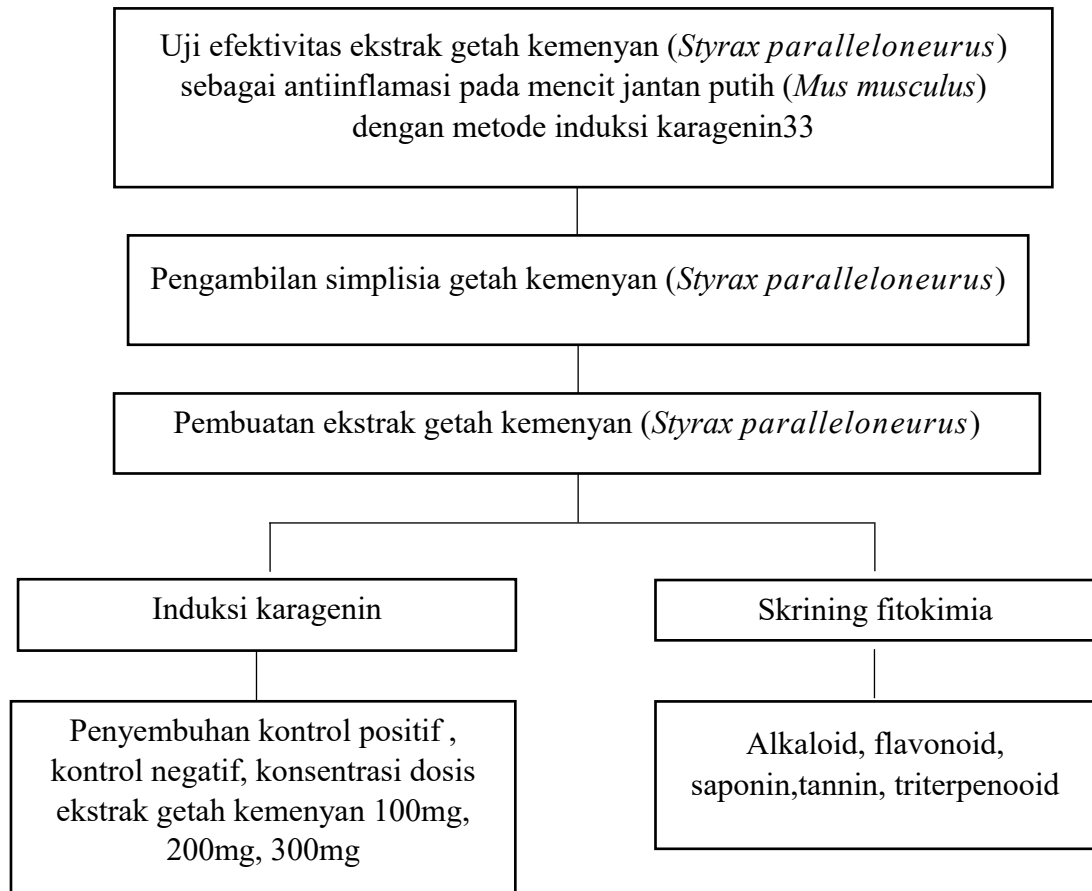 Uji efektivitas ekstrak getah kemenyan (Styrax paralleloneurus)
sebagai antiinflamasi pada mencit jantan putih (Mus musculus)
dengan metode induksi karagenin33
Pengambilan simplisia getah kemenyan (Styrax paralleloneurus)
Pembuatan ekstrak getah kemenyan (Styrax paralleloneurus)
Induksi karagenin
Skrining fitokimia
Penyembuhan kontrol positif ,
kontrol negatif, konsentrasi dosis
ekstrak getah kemenyan 100mg,
200mg, 300mg
Alkaloid, flavonoid,
saponin,tannin, triterpenooid